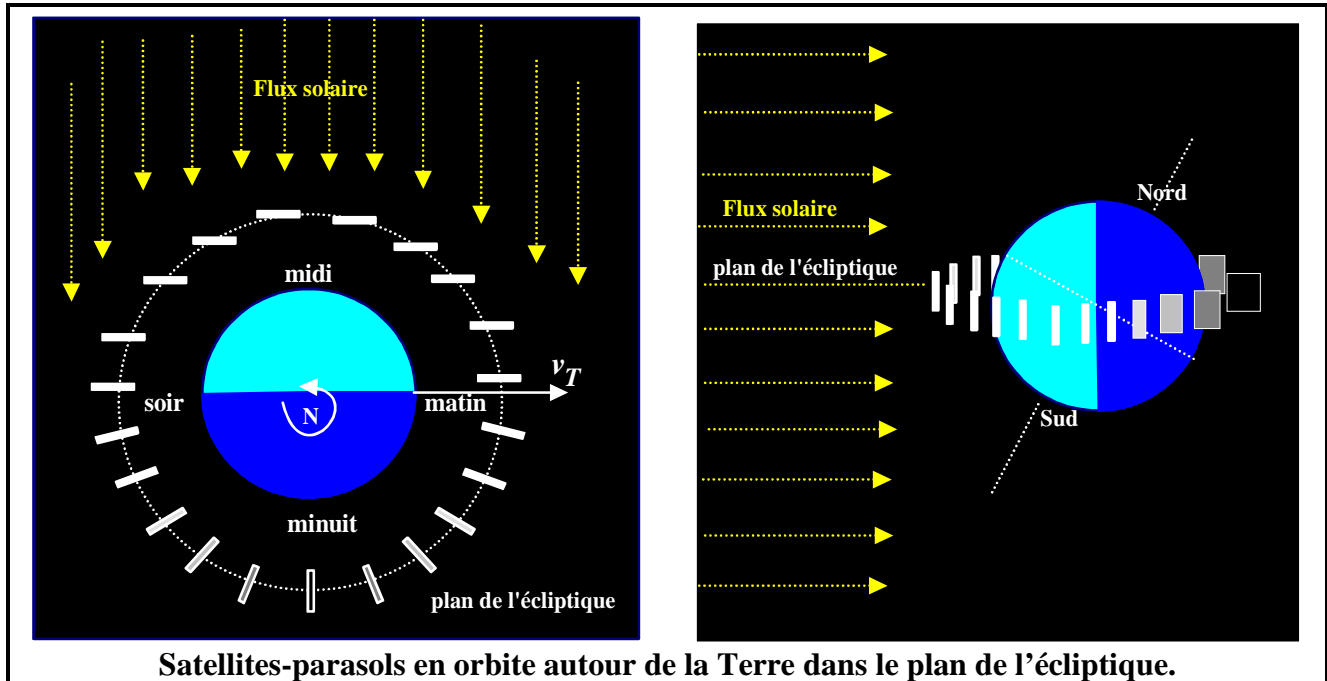 Flux solaire
midi
v_T
soir
matin
N
minuit
plan de l'écliptique
Nord
Flux solaire
plan de l'écliptique
Sud
Satellites-parasols en orbite autour de la Terre dans le plan de l'écliptique.